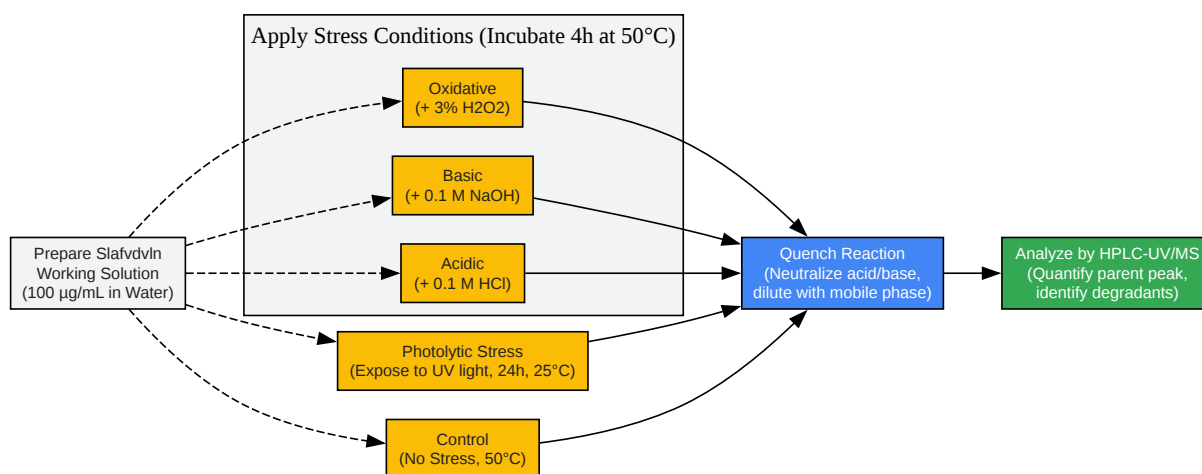 Apply Stress Conditions (Incubate 4h at 50°C)
Oxidative
(+ 3% H2O2)
Basic
(+ 0.1 M NaOH)
Prepare Slafvdvln
Working Solution
(100 µg/mL in Water)
Acidic
(+ 0.1 M HCl)
Quench Reaction
(Neutralize acid/base,
dilute with mobile phase)
Analyze by HPLC-UV/MS
(Quantify parent peak,
identify degradants)
Photolytic Stress
(Expose to UV light, 24h, 25°C)
Control
(No Stress, 50°C)